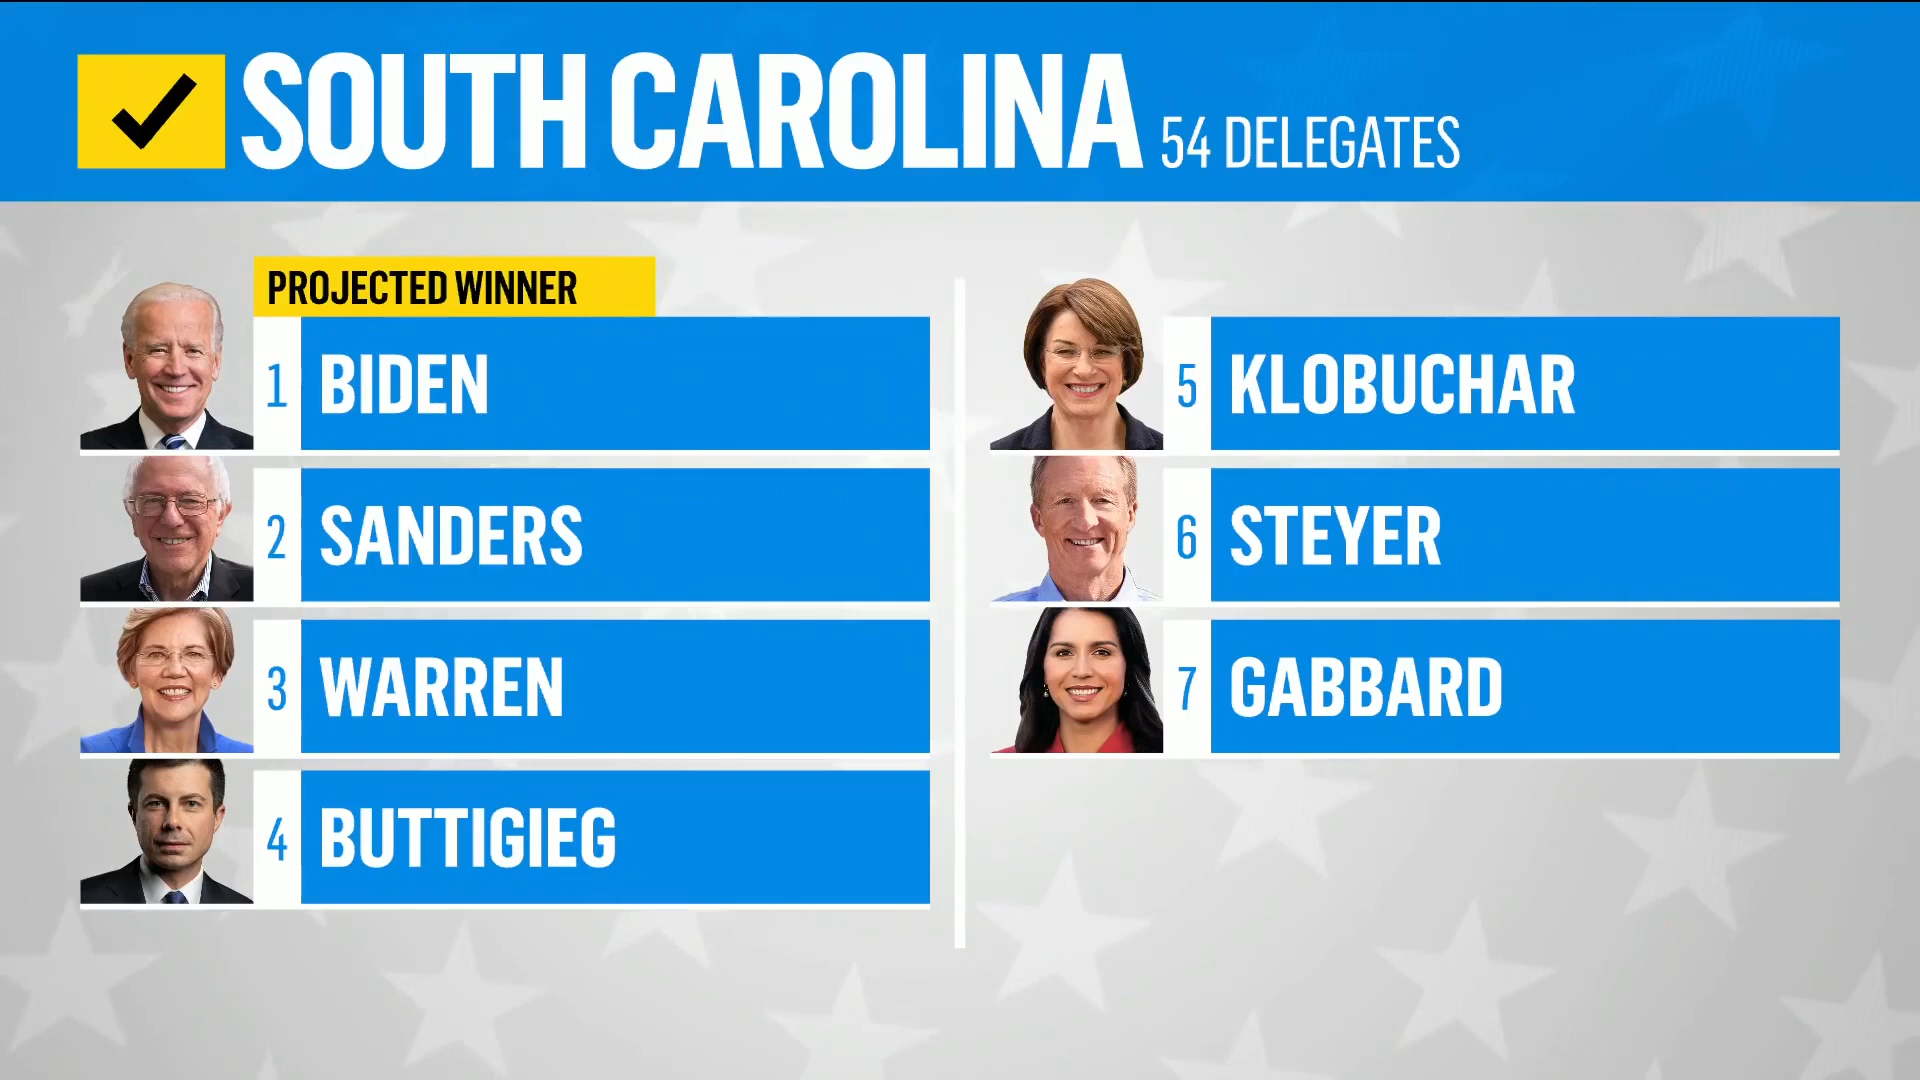 SOUTH CAROLINA 54 DELEGATES
PROJECTED WINNER
1 BIDEN
2 SANDERS
3 WARREN
4 BUTTIGIEG
5 KLOBUCHAR
6 STEYER
7 GABBARD